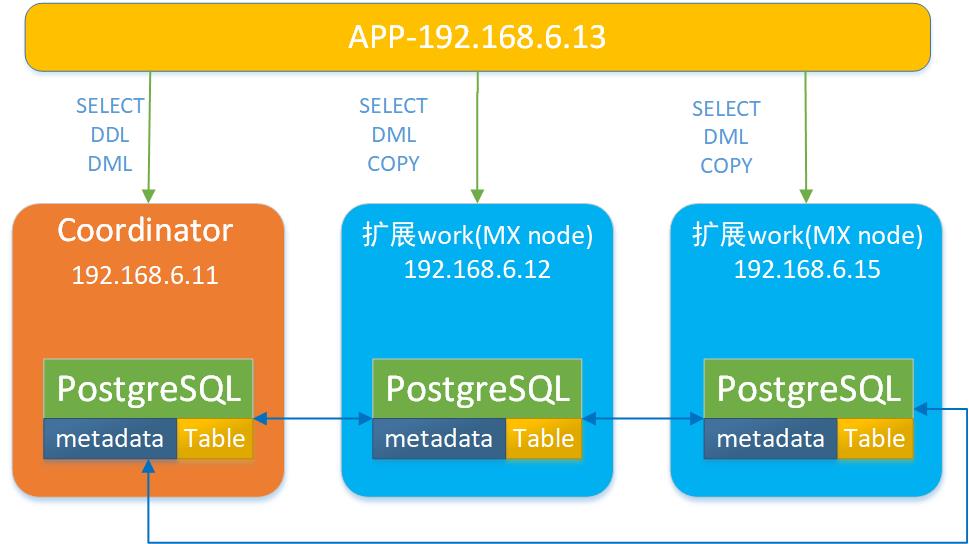 APP-192.168.6.13
SELECT
DDL
DML
SELECT
DML
COPY
SELECT
DML
COPY
Coordinator
192.168.6.11
扩展work(MX node)
192.168.6.12
扩展work(MX node)
192.168.6.15
PostgreSQL
metadata Table
PostgreSQL
metadata Table
PostgreSQL
metadata Table